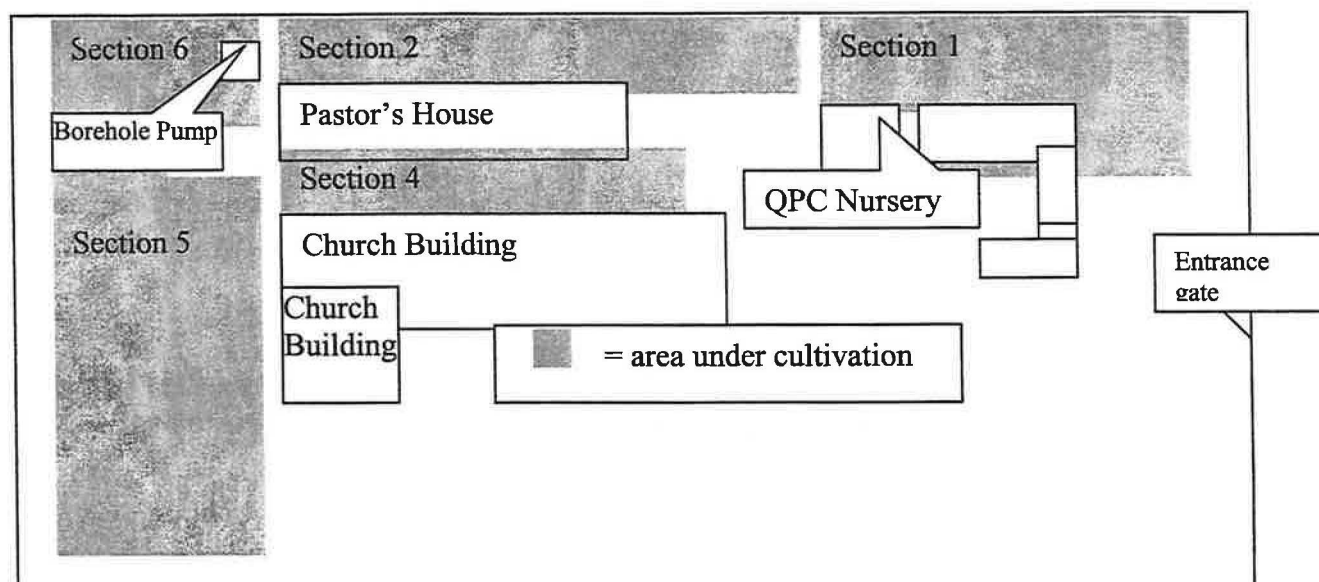 Section 6
Section 2
Section 1
Borehole Pump
Pastor's House
Section 4
QPC Nursery
Section 5
Church Building
Entrance
gate
Church
Building
= area under cultivation